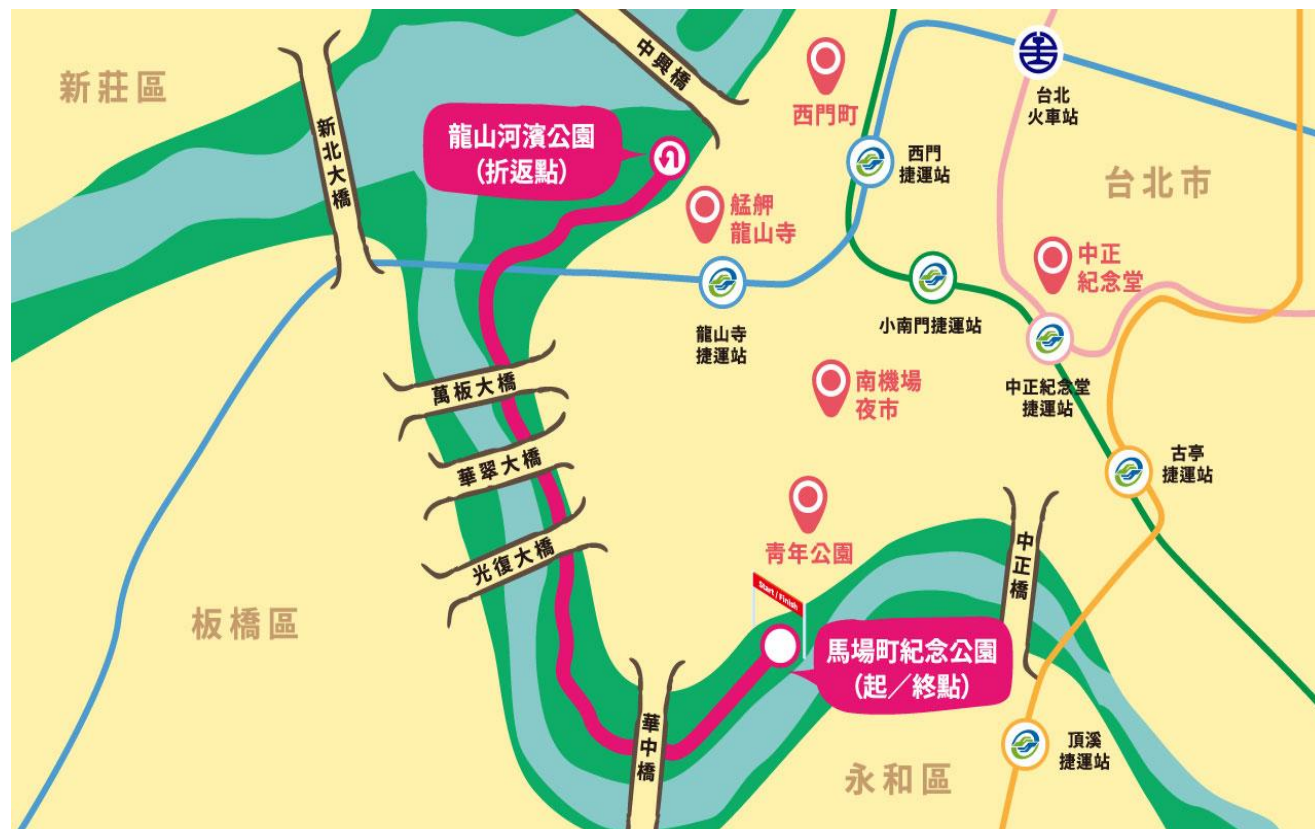 新莊區
新北大橋
中興橋
龍山河濱公園
(折返點)
西門町
西門
捷運站
台北
火車站
台北市
艋舺
龍山寺
龍山寺
捷運站
小南門捷運站
中正
紀念堂
中正紀念堂
捷運站
南機場
夜市
萬板大橋
華翠大橋
光復大橋
古亭
捷運站
青年公園
中正橋
板橋區
Start / Finish
馬場町紀念公園
(起／終點)
華中橋
永和區
頂溪
捷運站